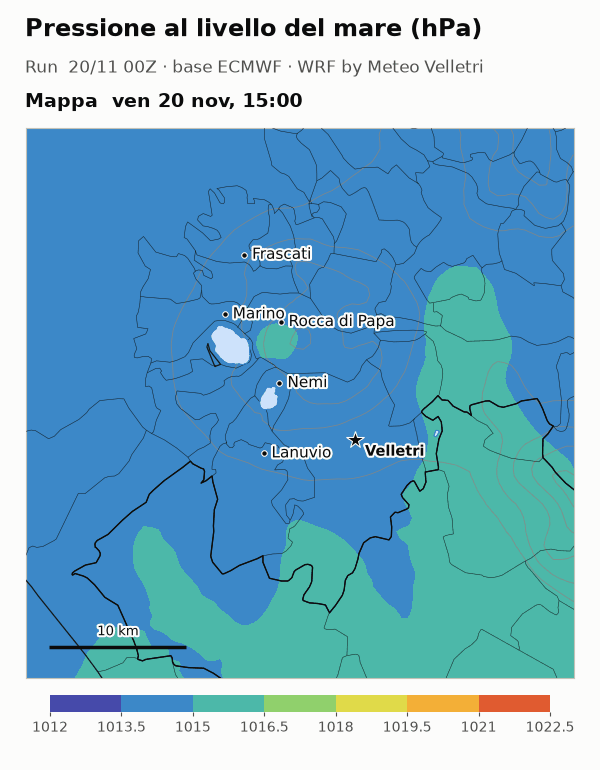 Pressione al livello del mare (hPa)
Run  20/11 00Z · base ECMWF · WRF by Meteo Velletri
Mappa  ven 20 nov, 15:00
Frascati
Marino
Rocca di Papa
Nemi
Velletri
Lanuvio
10 km
1012 1013.5 1015 1016.5 1018 1019.5 1021 1022.5